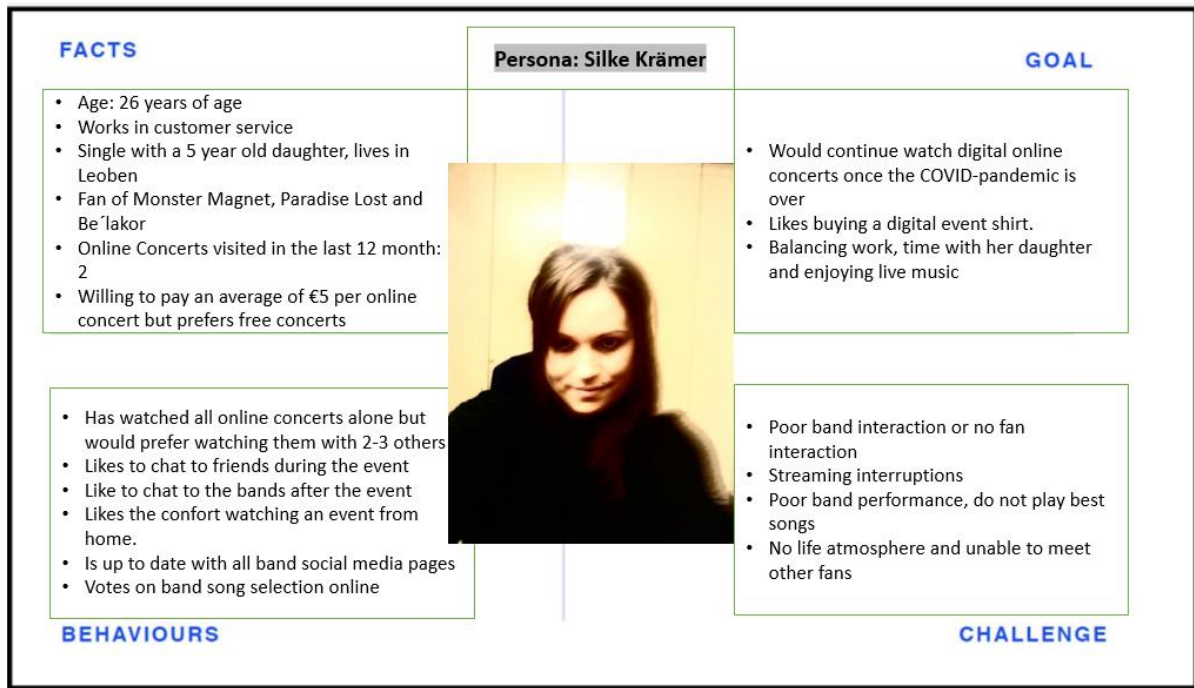 FACTS
Persona: Silke Krämer
GOAL
• Age: 26 years of age
• Works in customer service
• Single with a 5 year old daughter, lives in
Leoben
• Fan of Monster Magnet, Paradise Lost and
Be´lakor
• Online Concerts visited in the last 12 month:
2
• Willing to pay an average of €5 per online
concert but prefers free concerts
• Would continue watch digital online
concerts once the COVID-pandemic is
over
• Likes buying a digital event shirt.
• Balancing work, time with her daughter
and enjoying live music
• Has watched all online concerts alone but
would prefer watching them with 2-3 others
• Likes to chat to friends during the event
• Like to chat to the bands after the event
• Likes the confort watching an event from
home.
• Is up to date with all band social media pages
• Votes on band song selection online
• Poor band interaction or no fan
interaction
• Streaming interruptions
• Poor band performance, do not play best
songs
• No life atmosphere and unable to meet
other fans
BEHAVIOURS
CHALLENGE